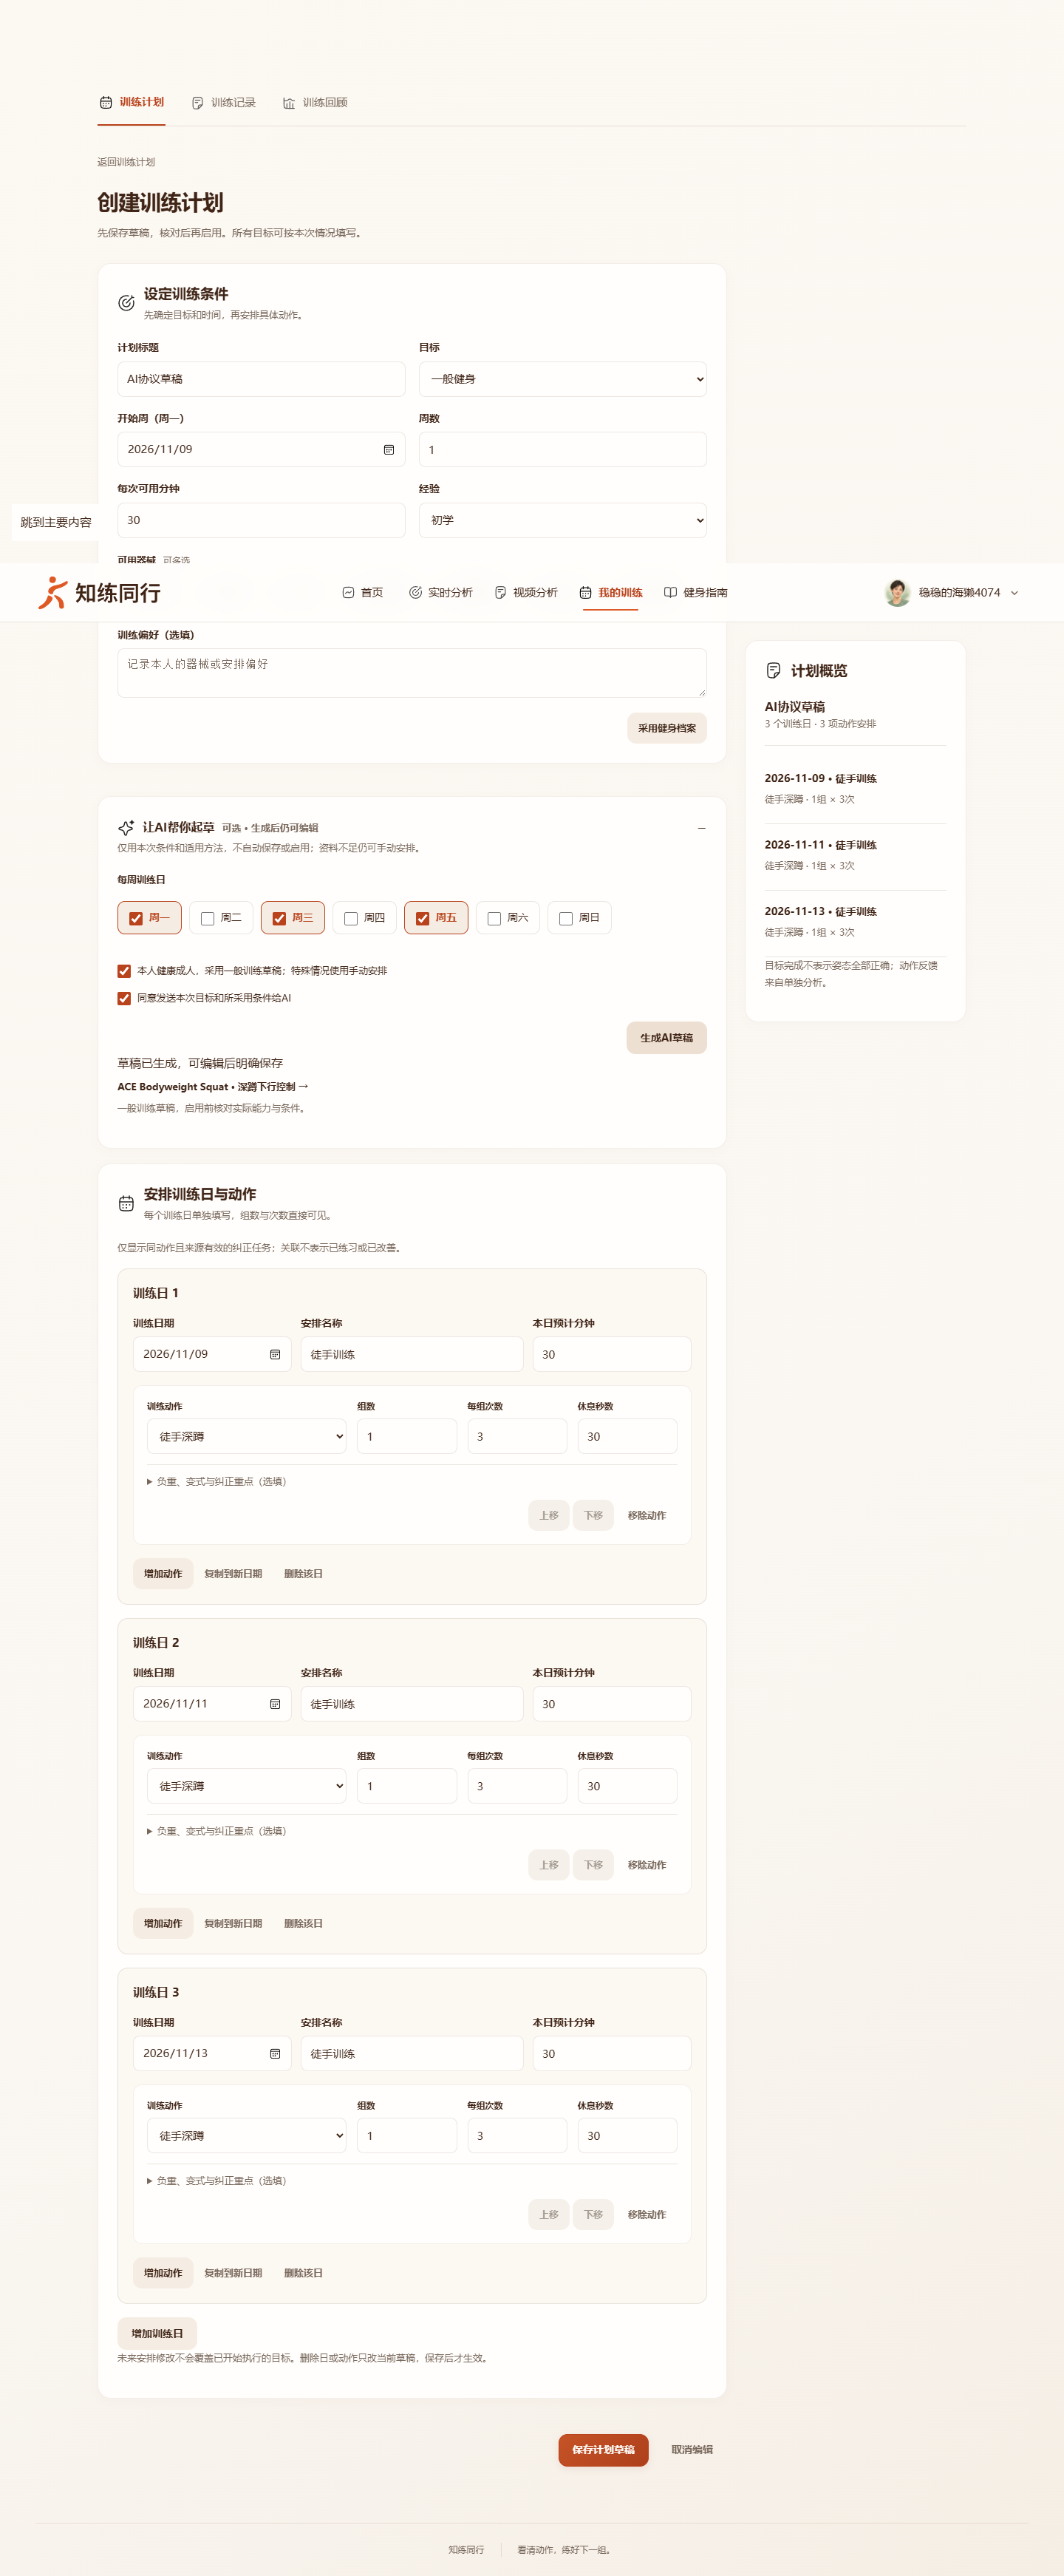 训练计划 训练记录 训练回顾
返回训练计划
创建训练计划
先保存草稿，核对后再启用。所有目标可按本次情况填写。
设定训练条件
先确定目标和时间，再安排具体动作。
计划标题 目标
AI协议草稿 一般健身
开始周（周一） 周数
2026/11/09 1
每次可用分钟 经验
30 初学
跳到主要内容
可用器械 可多选
知练同行 首页 实时分析 视频分析 我的训练 健身指南 稳稳的海獭4074
训练偏好（选填）
记录本人的器械或安排偏好
采用健身档案
计划概览
AI协议草稿
3 个训练日 · 3 项动作安排
2026-11-09 • 徒手训练
徒手深蹲 · 1组 × 3次
2026-11-11 • 徒手训练
徒手深蹲 · 1组 × 3次
2026-11-13 • 徒手训练
徒手深蹲 · 1组 × 3次
目标完成不表示姿态全部正确；动作反馈
来自单独分析。
让AI帮你起草 可选 • 生成后仍可编辑 −
仅用本次条件和适用方法，不自动保存或启用；资料不足仍可手动安排。
每周训练日
周一 周二 周三 周四 周五 周六 周日
本人健康成人，采用一般训练草稿；特殊情况使用手动安排
同意发送本次目标和所采用条件给AI
生成AI草稿
草稿已生成，可编辑后明确保存
ACE Bodyweight Squat • 深蹲下行控制 →
一般训练草稿，启用前核对实际能力与条件。
安排训练日与动作
每个训练日单独填写，组数与次数直接可见。
仅显示同动作且来源有效的纠正任务；关联不表示已练习或已改善。
训练日 1
训练日期 安排名称 本日预计分钟
2026/11/09 徒手训练 30
训练动作 组数 每组次数 休息秒数
徒手深蹲 1 3 30
▶ 负重、变式与纠正重点（选填）
上移 下移 移除动作
增加动作 复制到新日期 删除该日
训练日 2
训练日期 安排名称 本日预计分钟
2026/11/11 徒手训练 30
训练动作 组数 每组次数 休息秒数
徒手深蹲 1 3 30
▶ 负重、变式与纠正重点（选填）
上移 下移 移除动作
增加动作 复制到新日期 删除该日
训练日 3
训练日期 安排名称 本日预计分钟
2026/11/13 徒手训练 30
训练动作 组数 每组次数 休息秒数
徒手深蹲 1 3 30
▶ 负重、变式与纠正重点（选填）
上移 下移 移除动作
增加动作 复制到新日期 删除该日
增加训练日
未来安排修改不会覆盖已开始执行的目标。删除日或动作只改当前草稿，保存后才生效。
保存计划草稿 取消编辑
知练同行 看清动作，练好下一组。